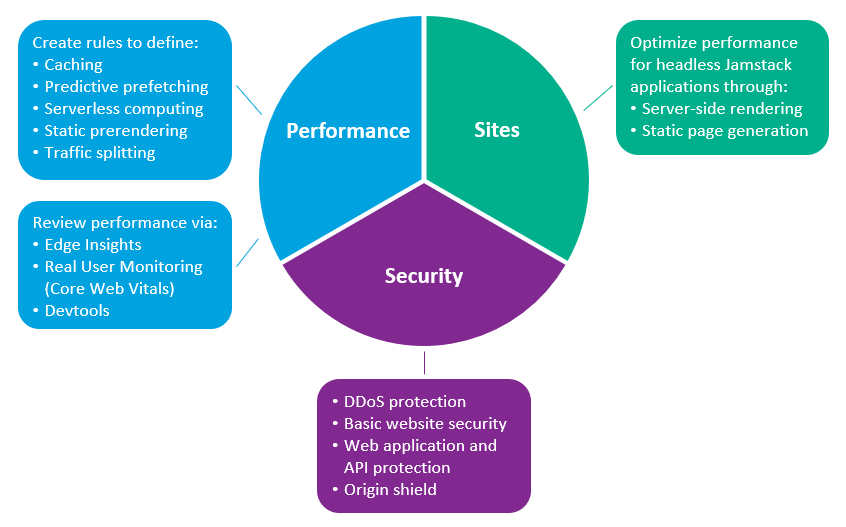 Create rules to define:
• Caching
• Predictive prefetching
• Serverless computing
• Static prerendering
• Traffic splitting
Review performance via:
• Edge Insights
• Real User Monitoring
(Core Web Vitals)
• Devtools
Performance
Sites
Security
Optimize performance
for headless Jamstack
applications through:
• Server-side rendering
• Static page generation
• DDoS protection
• Basic website security
• Web application and
API protection
• Origin shield